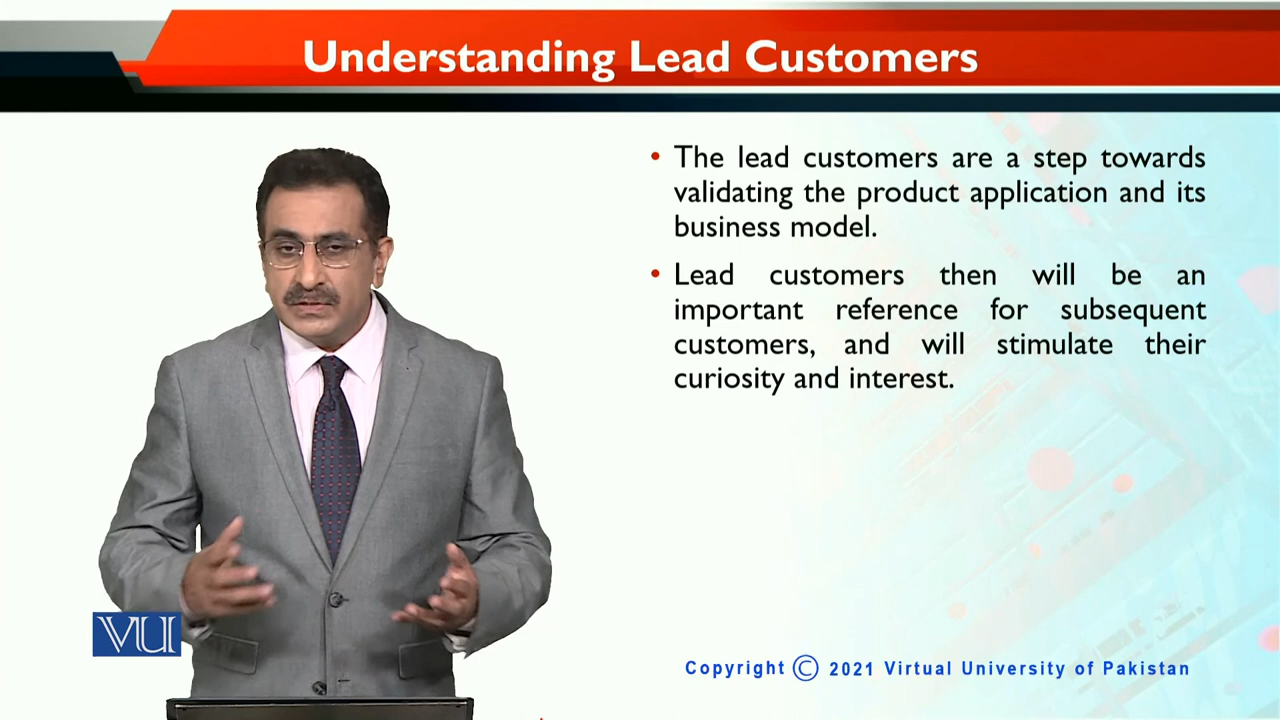 Understanding Lead Customers
• The lead customers are a step towards
validating the product application and its
business model.
• Lead customers then will be an
important reference for subsequent
customers, and will stimulate their
curiosity and interest.
VU
Copyright © 2021 Virtual University of Pakistan